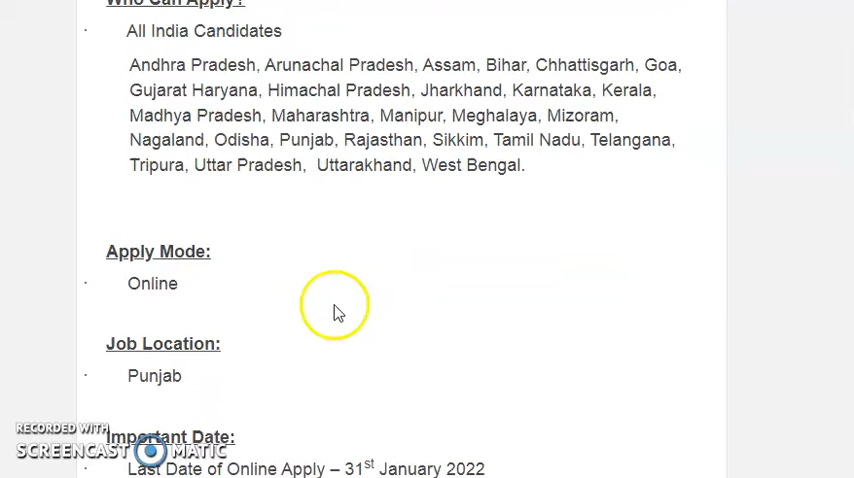 Who Can Apply?
· All India Candidates
Andhra Pradesh, Arunachal Pradesh, Assam, Bihar, Chhattisgarh, Goa,
Gujarat Haryana, Himachal Pradesh, Jharkhand, Karnataka, Kerala,
Madhya Pradesh, Maharashtra, Manipur, Meghalaya, Mizoram,
Nagaland, Odisha, Punjab, Rajasthan, Sikkim, Tamil Nadu, Telangana,
Tripura, Uttar Pradesh, Uttarakhand, West Bengal.
Apply Mode:
· Online
Job Location:
· Punjab
RECORDED WITH
Important Date:
SCREENCAST MATIC
· Last Date of Online Apply – 31st January 2022